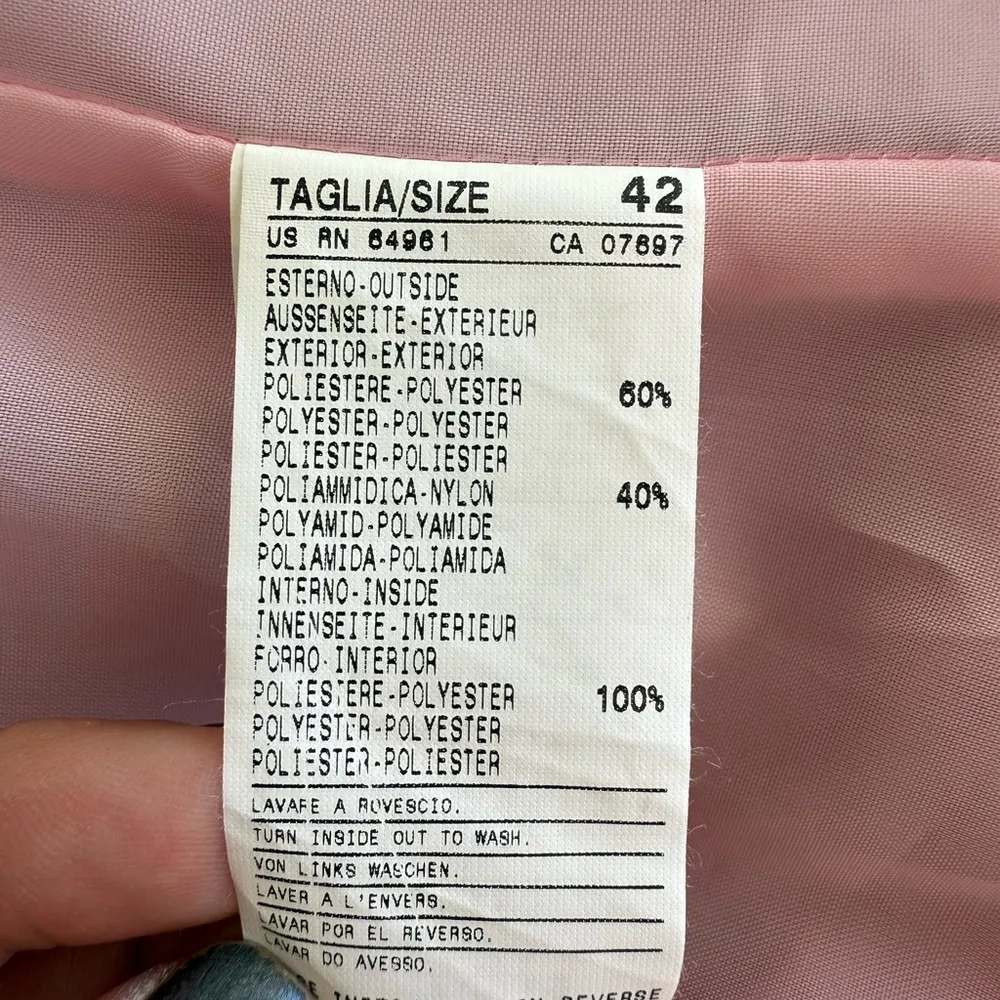 TAGLIA/SIZE 42
US RN 64961 CA 07697
ESTERNO-OUTSIDE
AUSSENSEITE-EXTERIEUR
EXTERIOR-EXTERIOR
POLIESTERE-POLYESTER 60%
POLYESTER-POLYESTER
POLIESTER-POLIESTER
POLIAMMIDICA-NYLON 40%
POLYAMID-POLYAMIDE
POLIAMIDA-POLIAMIDA
INTERNO-INSIDE
INNENSEITE-INTERIEUR
FORRO-INTERIOR
POLIESTERE-POLYESTER 100%
POLYESTER-POLYESTER
POLIESTER-POLIESTER
LAVARE A ROVESCIO.
TURN INSIDE OUT TO WASH.
VON LINKS WASCHEN.
LAVER A L'ENVERS.
LAVAR POR EL REVERSO.
LAVAR DO AVESSO.
REVERSE